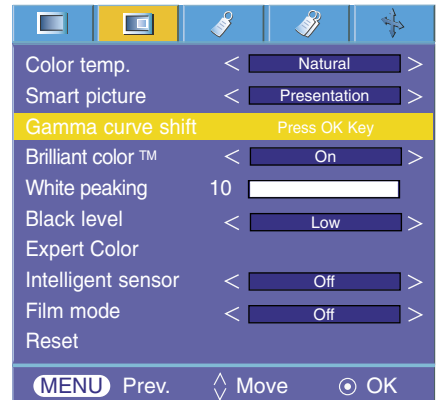 Color temp. < Natural >
Smart picture < Presentation >
Gamma curve shift Press OK Key
Brilliant color TM < On >
White peaking 10
Black level < Low >
Expert Color
Intelligent sensor < Off >
Film mode < Off >
Reset
MENU Prev. Move OK